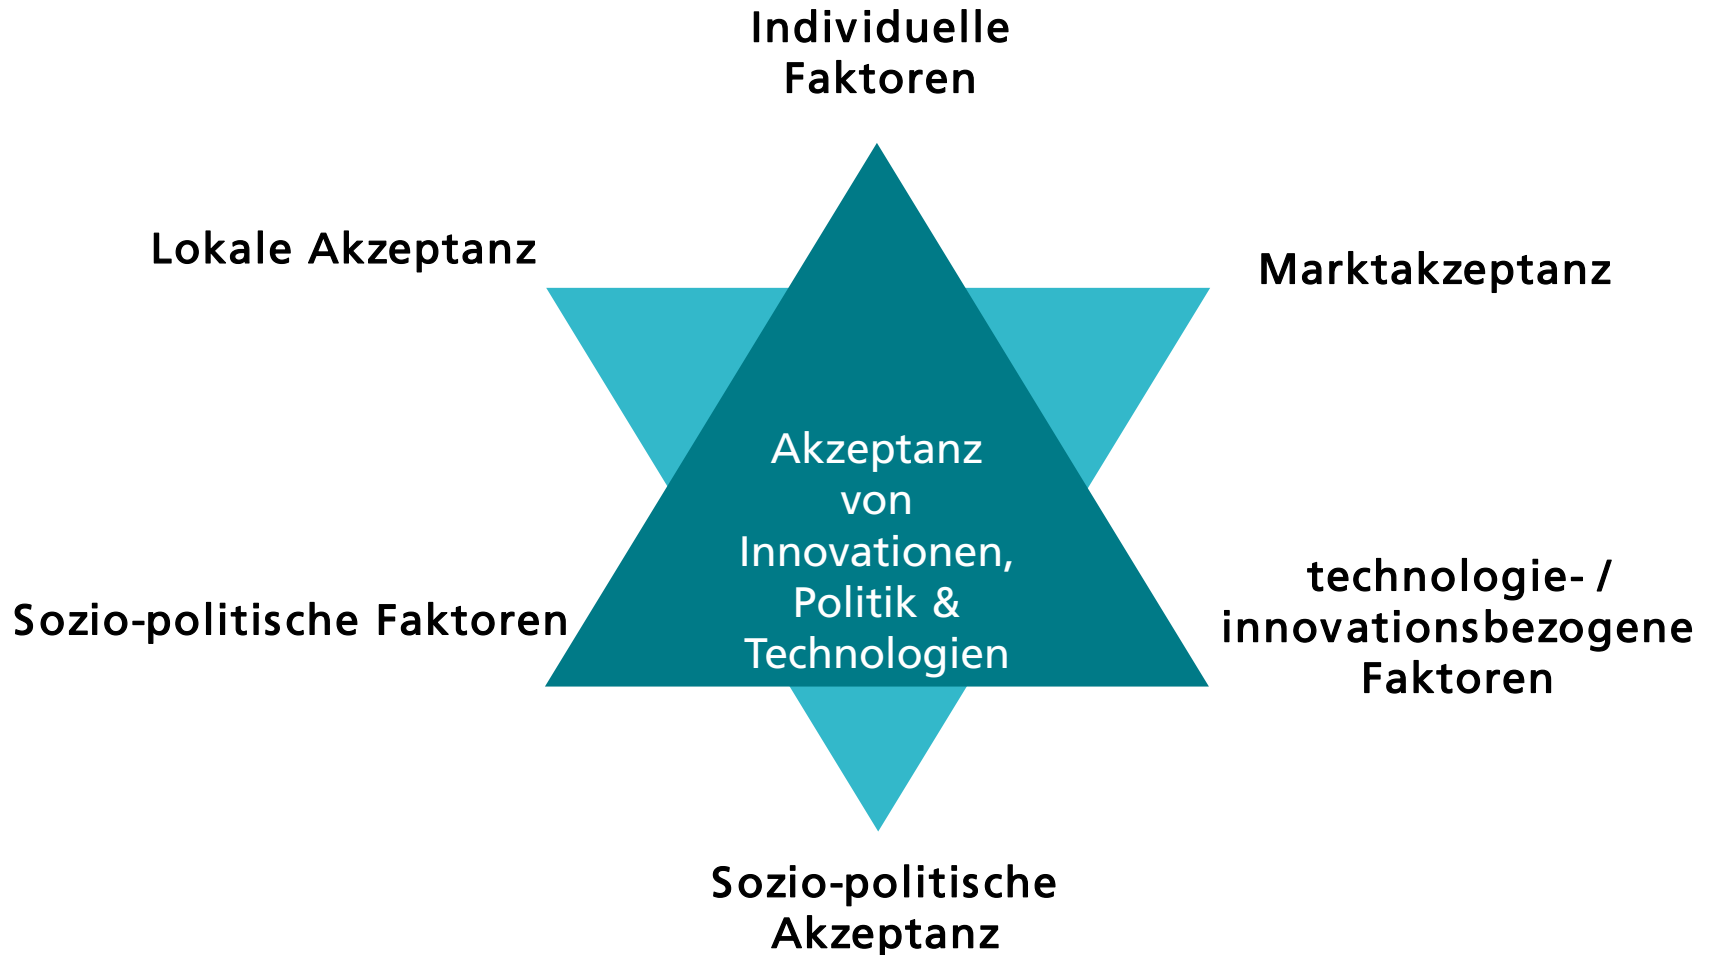 Individuelle
Faktoren
Lokale Akzeptanz
Marktakzeptanz
Akzeptanz
von
Innovationen,
Politik &
Technologien
Sozio-politische Faktoren
technologie- /
innovationsbezogene
Faktoren
Sozio-politische
Akzeptanz